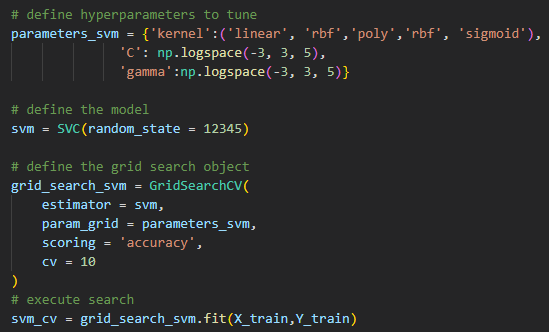 # define hyperparameters to tune
parameters_svm = {'kernel':('linear', 'rbf','poly','rbf', 'sigmoid'),
                  'C': np.logspace(-3, 3, 5),
                  'gamma':np.logspace(-3, 3, 5)}
# define the model
svm = SVC(random_state = 12345)
# define the grid search object
grid_search_svm = GridSearchCV(
    estimator = svm,
    param_grid = parameters_svm,
    scoring = 'accuracy',
    cv = 10
)
# execute search
svm_cv = grid_search_svm.fit(X_train,Y_train)